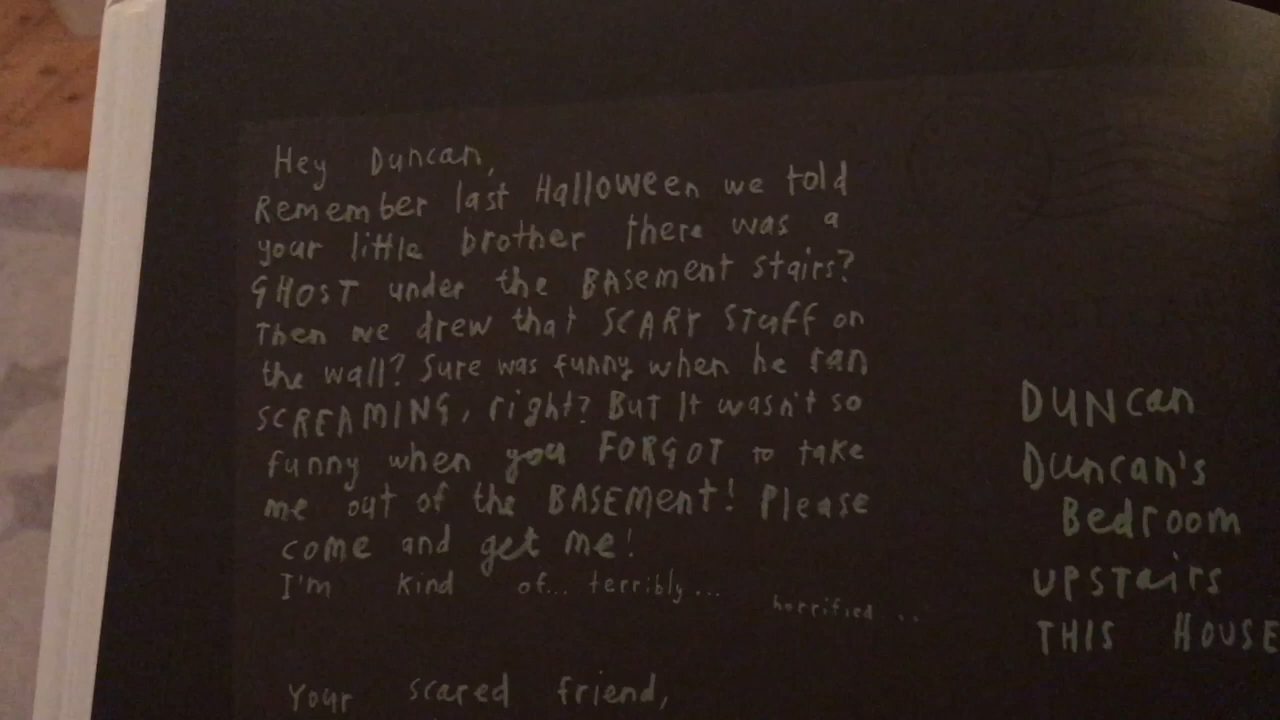 Hey Duncan,
Remember last Halloween we told
your little brother there was a
GHOST under the BASement stairs?
Then we drew that SCARY Stuff on
the wall? Sure was funny when he ran
SCREAMING, right? But It wasn't so
funny when you FORGOT to take
me out of the BASEMENt! Please
come and get me!
I'm kind of... terribly... horrified ..
Your scared friend,
DUNcan
Duncan's
Bedroom
UPSTairs
THIS HOUSE